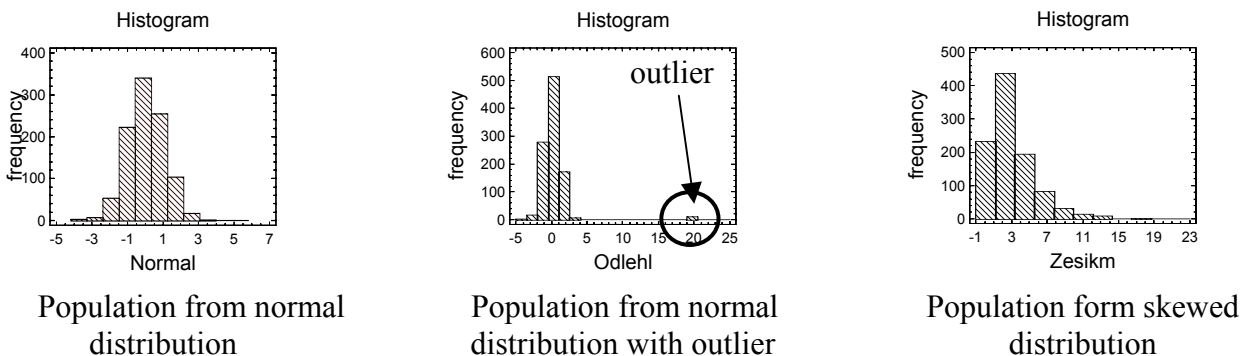 Histogram
400
300
200
100
0
frequency
-5 -3 -1 1 3 5 7
Normal
Population from normal
distribution
Histogram
600
500
400
300
200
100
0
frequency
outlier
-5 0 5 10 15 20 25
Odlehl
Population from normal
distribution with outlier
Histogram
500
400
300
200
100
0
frequency
-1 3 7 11 15 19 23
Zesikm
Population form skewed
distribution